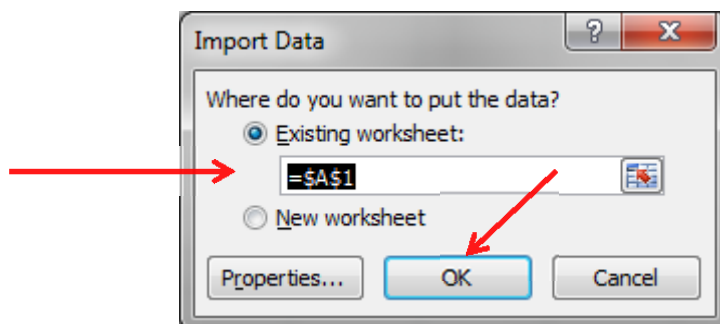 Import Data
?
X
Where do you want to put the data?
Existing worksheet:
=$A$1
New worksheet
Properties... OK Cancel